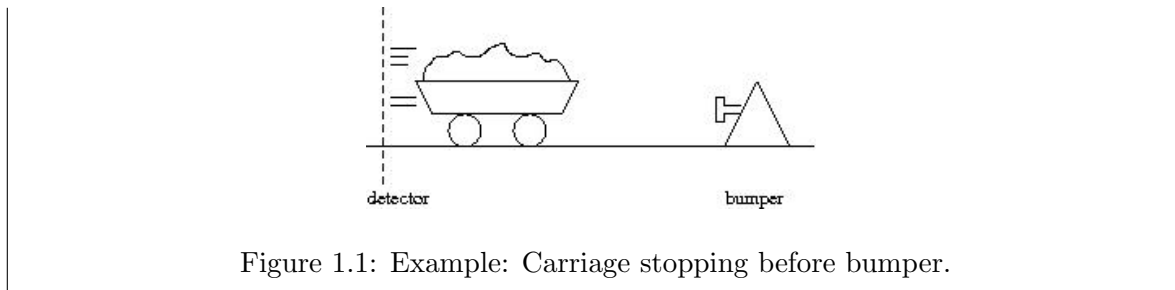 detector
bumper
Figure 1.1: Example: Carriage stopping before bumper.